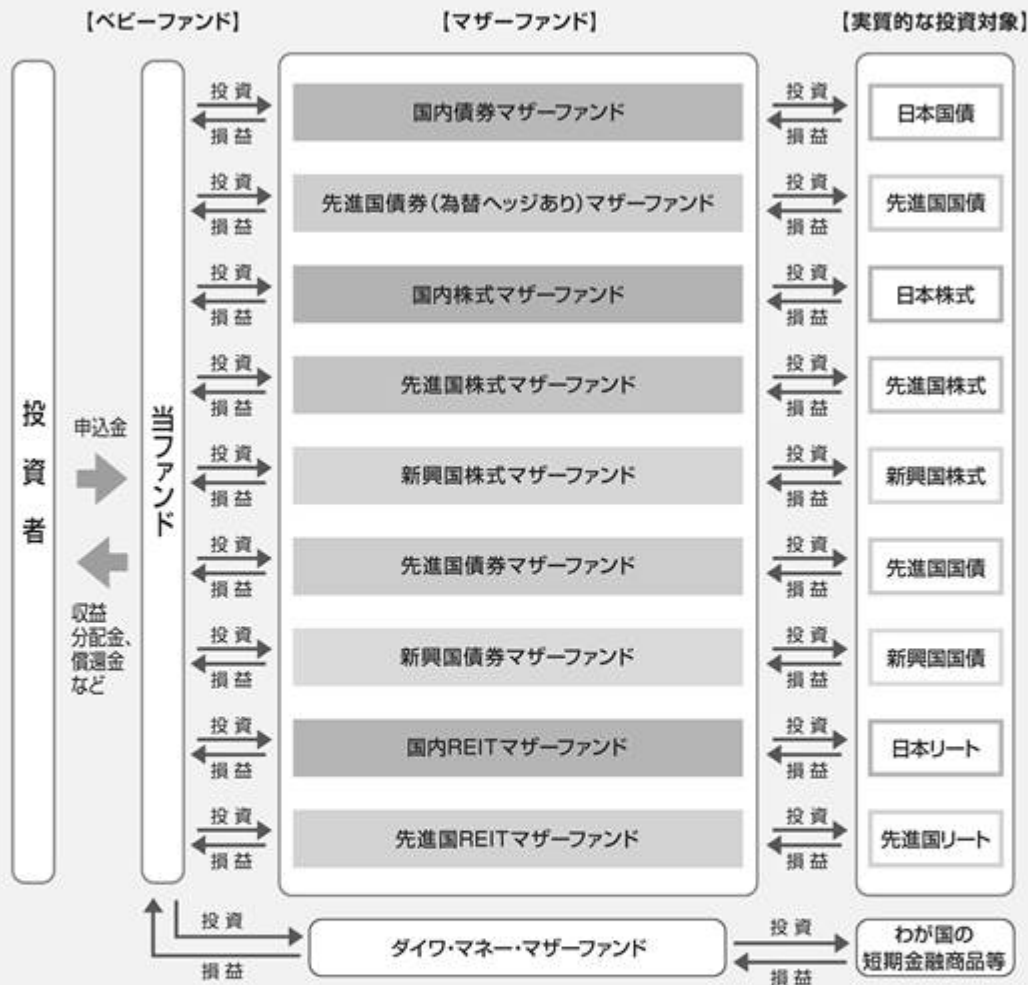 【ベビーファンド】 【マザーファンド】 【実質的な投資対象】
投資者
申込金
収益
分配金、
償還金
など
当ファンド
投資 投資
国内債券マザーファンド 日本国債
損益 損益
投資 投資
先進国債券(為替ヘッジあり)マザーファンド 先進国国債
損益 損益
投資 投資
国内株式マザーファンド 日本株式
損益 損益
投資 投資
先進国株式マザーファンド 先進国株式
損益 損益
投資 投資
新興国株式マザーファンド 新興国株式
損益 損益
投資 投資
先進国債券マザーファンド 先進国国債
損益 損益
投資 投資
新興国債券マザーファンド 新興国国債
損益 損益
投資 投資
国内REITマザーファンド 日本リート
損益 損益
投資 投資
先進国REITマザーファンド 先進国リート
損益 損益
投資 投資
ダイワ・マネー・マザーファンド
わが国の
短期金融商品等
損益 損益